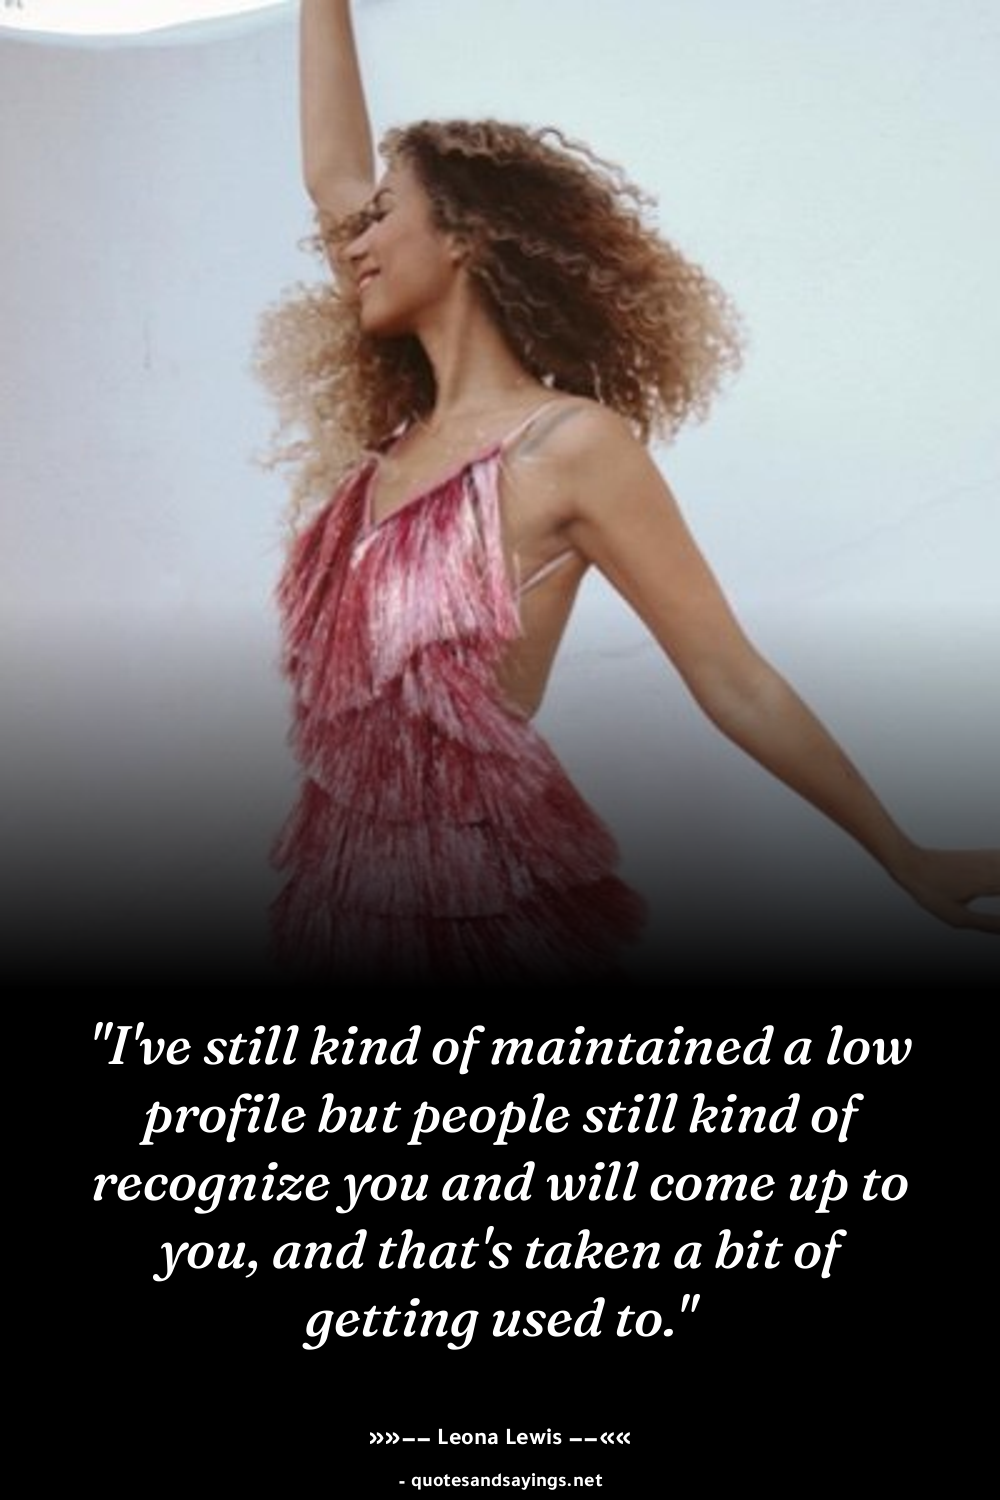 "I've still kind of maintained a low
profile but people still kind of
recognize you and will come up to
you, and that's taken a bit of
getting used to."
»»—— Leona Lewis ——««
- quotesandsayings.net